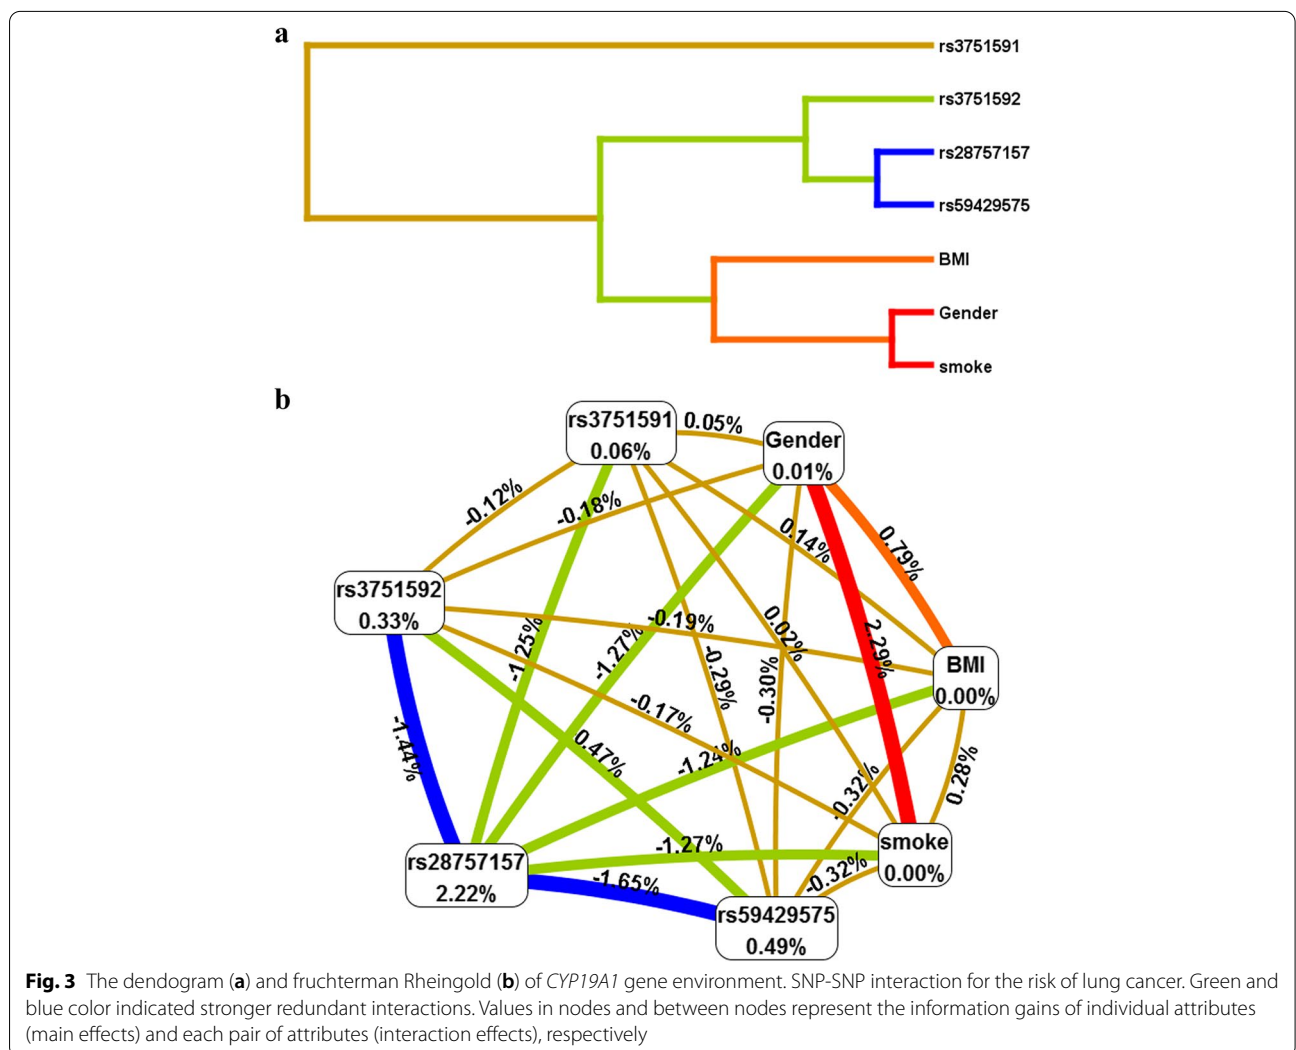 a
rs3751591
rs3751592
rs28757157
rs59429575
BMI
Gender
smoke
b
rs3751591
0.06%
0.05%
Gender
0.01%
-0.12%
-0.18%
0.14%
0.79%
rs3751592
0.33%
-0.19%
0.02%
2.29%
-1.25%
-1.27%
-0.29%
-0.30%
BMI
0.00%
-0.17%
-1.44%
0.47%
-1.24%
-0.32%
0.28%
smoke
0.00%
-1.27%
rs28757157
2.22%
-1.65%
-0.32%
rs59429575
0.49%
Fig. 3 The dendogram (a) and fruchterman Rheingold (b) of CYP19A1 gene environment. SNP-SNP interaction for the risk of lung cancer. Green and
blue color indicated stronger redundant interactions. Values in nodes and between nodes represent the information gains of individual attributes
(main effects) and each pair of attributes (interaction effects), respectively